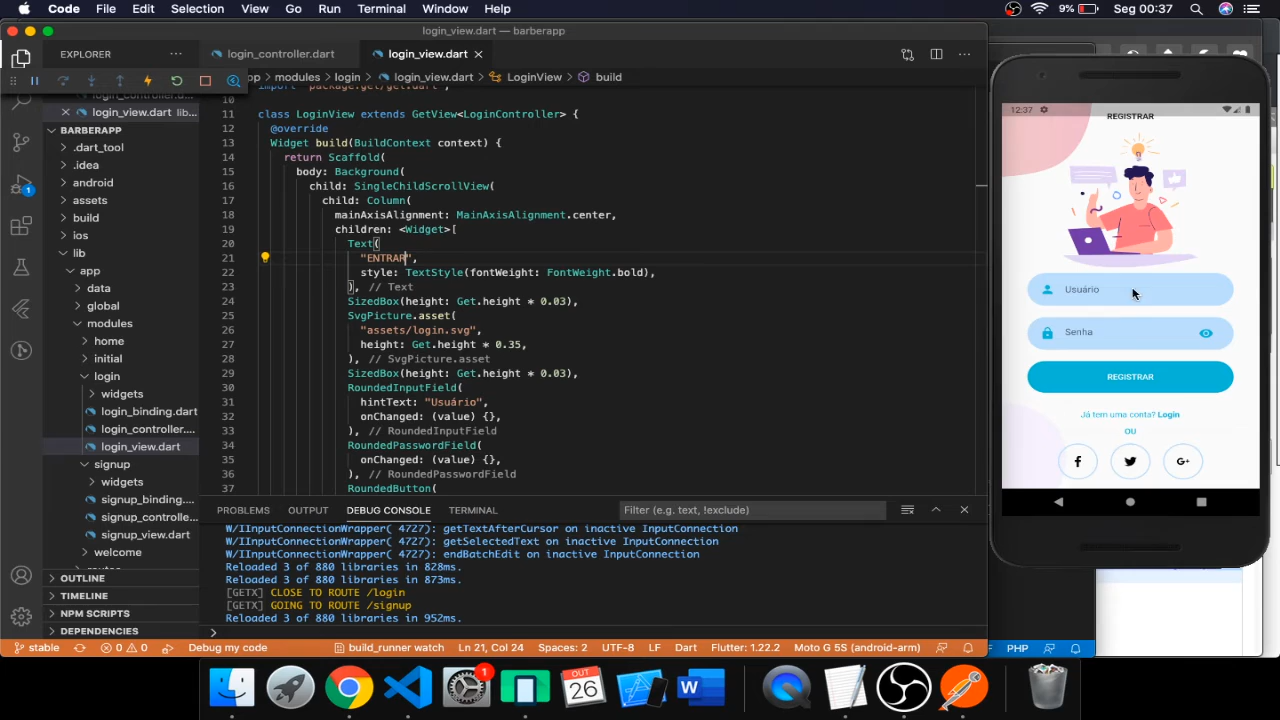 Code File Edit Selection View Go Run Terminal Window Help 9% Seg 00:37
login_view.dart — barberapp
EXPLORER
login_controller.dart login_view.dart
app modules login login_view.dart LoginView build
login_view.dart lib...
BARBERAPP
.dart_tool
.idea
android
assets
build
ios
lib
app
data
global
modules
home
initial
login
widgets
login_binding.dart
login_controller....
login_view.dart
signup
widgets
signup_binding....
signup_controlle...
signup_view.dart
welcome
OUTLINE
TIMELINE
NPM SCRIPTS
DEPENDENCIES
1
10
11 class LoginView extends GetView<LoginController> {
12 @override
13 Widget build(BuildContext context) {
14 return Scaffold(
15 body: Background(
16 child: SingleChildScrollView(
17 child: Column(
18 mainAxisAlignment: MainAxisAlignment.center,
19 children: <Widget>[
20 Text(
21 "ENTRAR",
22 style: TextStyle(fontWeight: FontWeight.bold),
23 ), // Text
24 SizedBox(height: Get.height * 0.03),
25 SvgPicture.asset(
26 "assets/login.svg",
27 height: Get.height * 0.35,
28 ), // SvgPicture.asset
29 SizedBox(height: Get.height * 0.03),
30 RoundedInputField(
31 hintText: "Usuário",
32 onChanged: (value) {},
33 ), // RoundedInputField
34 RoundedPasswordField(
35 onChanged: (value) {},
36 ), // RoundedPasswordField
37 RoundedButton(
PROBLEMS OUTPUT DEBUG CONSOLE TERMINAL Filter (e.g. text, !exclude)
W/IInputConnectionWrapper( 4727): getTextAfterCursor on inactive InputConnection
W/IInputConnectionWrapper( 4727): getSelectedText on inactive InputConnection
W/IInputConnectionWrapper( 4727): endBatchEdit on inactive InputConnection
Reloaded 3 of 880 libraries in 828ms.
Reloaded 3 of 880 libraries in 873ms.
[GETX] CLOSE TO ROUTE /login
[GETX] GOING TO ROUTE /signup
Reloaded 3 of 880 libraries in 952ms.
stable 0 0 Debug my code build_runner watch Ln 21, Col 24 Spaces: 2 UTF-8 LF Dart Flutter: 1.22.2 Moto G 5S (android-arm)
PHP
12:37
REGISTRAR
Usuário
Senha
REGISTRAR
Já tem uma conta? Login
OU
f
G+
1
OCT
26
W